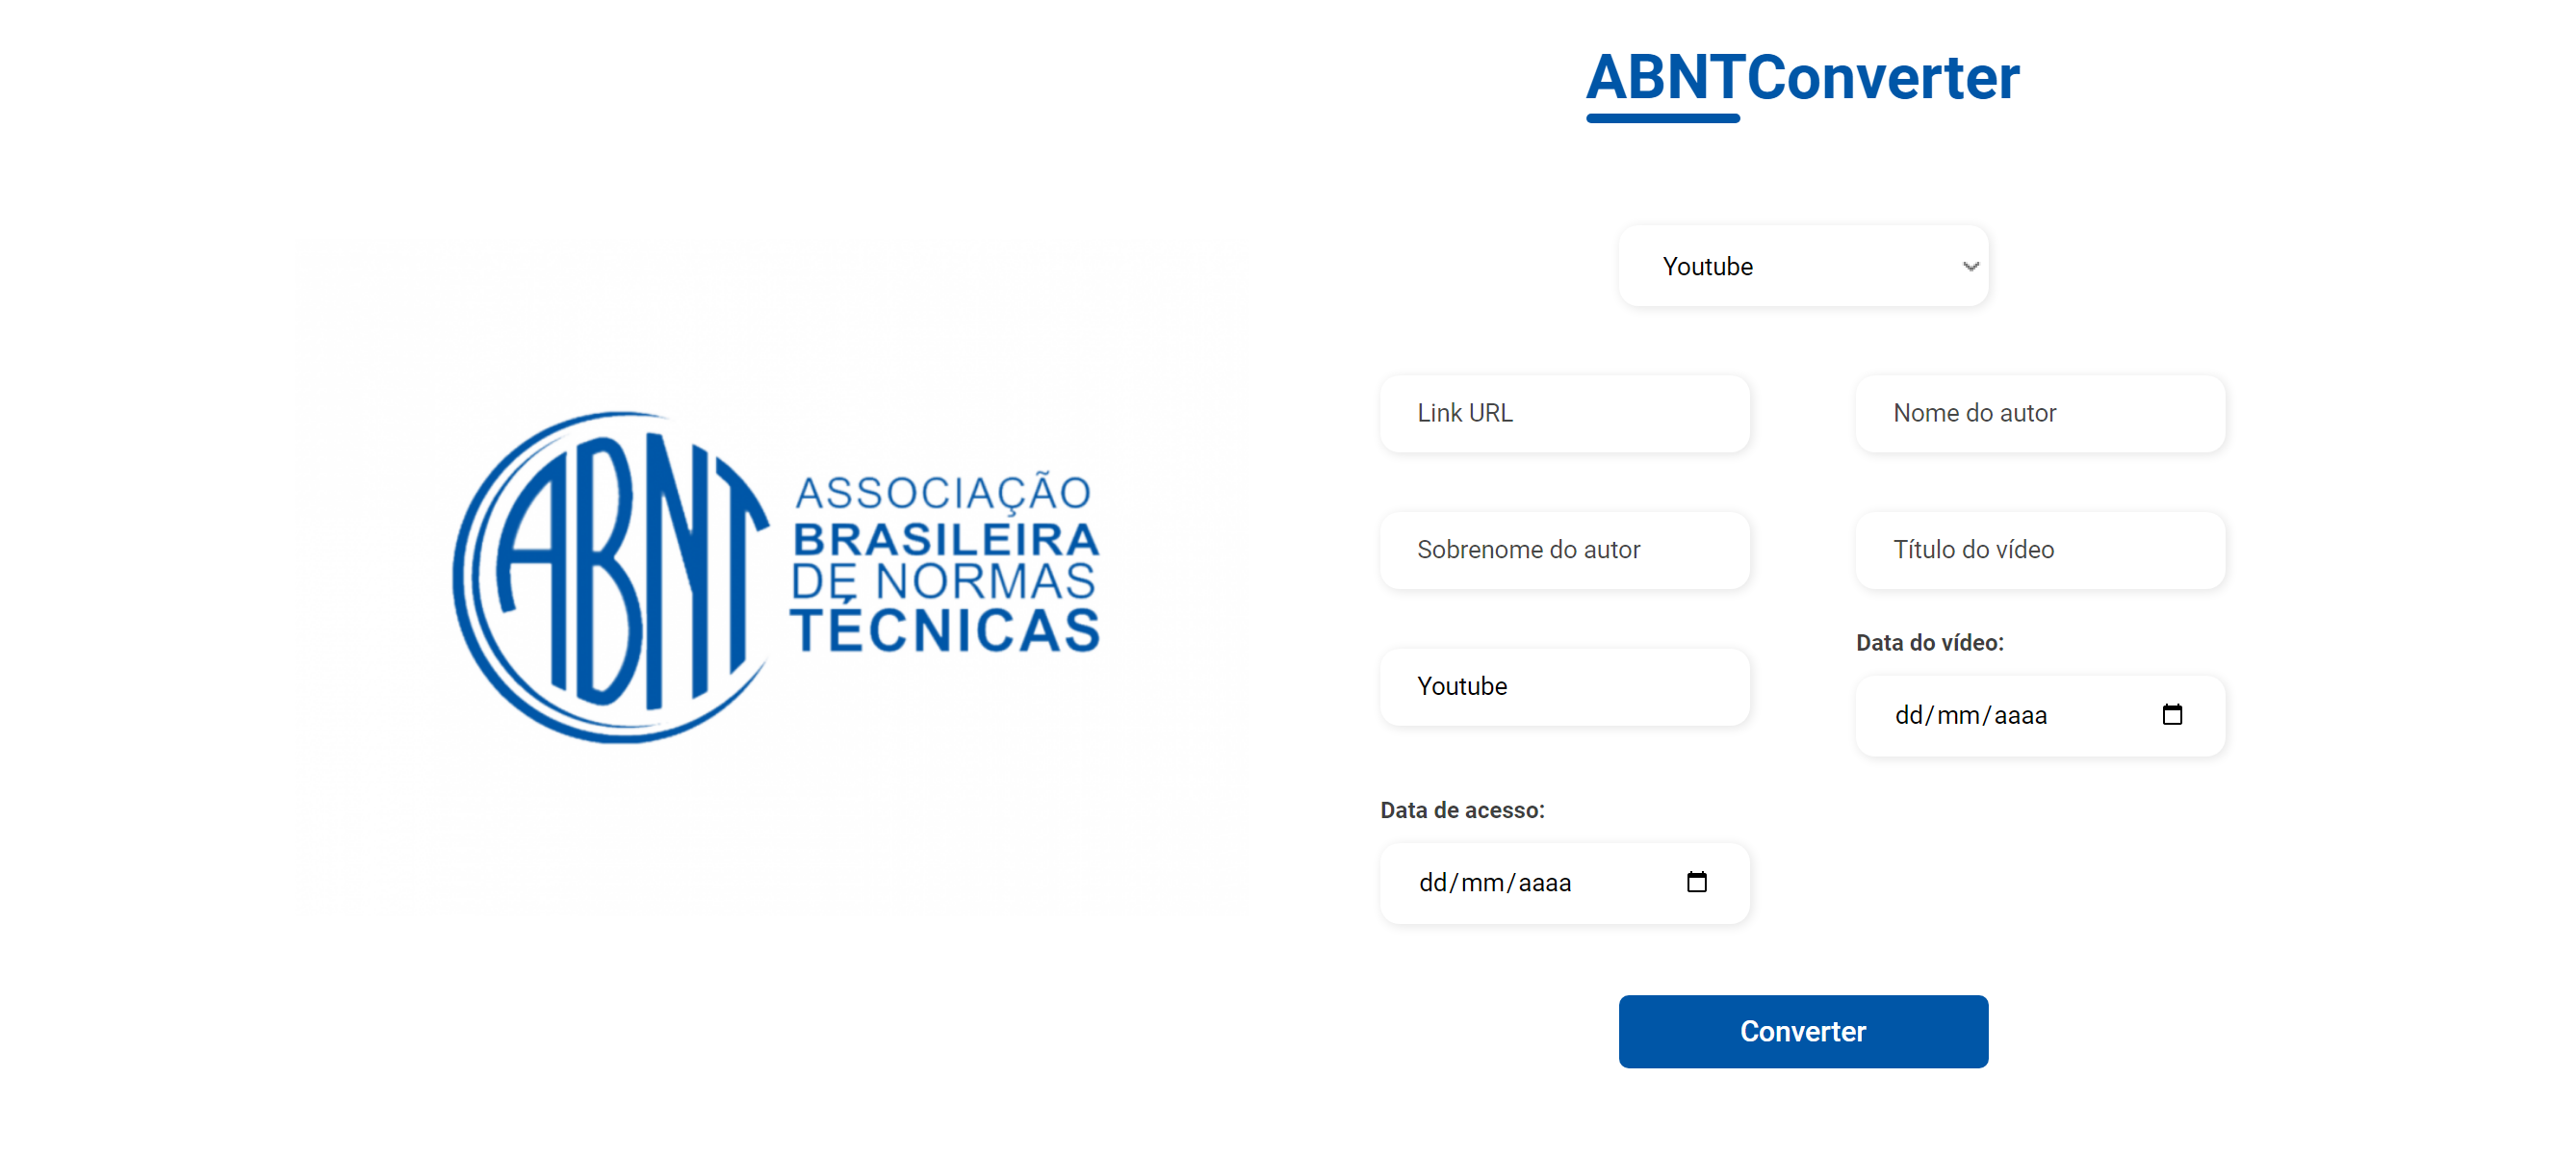 ABNT
ASSOCIAÇÃO
BRASILEIRA
DE NORMAS
TÉCNICAS
ABNTConverter
Youtube
Link URL
Nome do autor
Sobrenome do autor
Título do vídeo
Youtube
Data do vídeo:
dd/mm/aaaa
Data de acesso:
dd/mm/aaaa
Converter